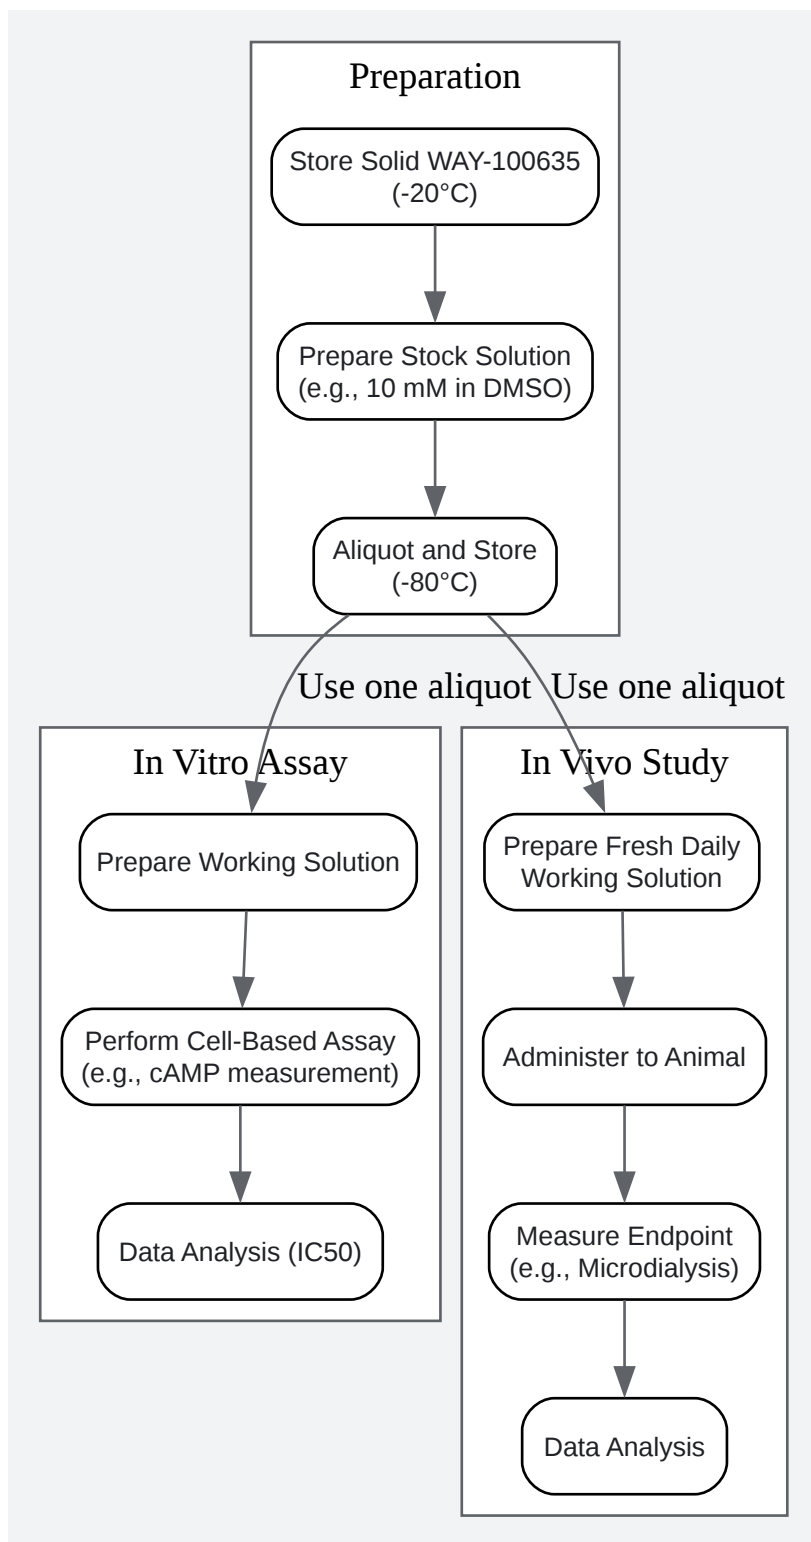 Preparation
Store Solid WAY-100635
(-20°C)
Prepare Stock Solution
(e.g., 10 mM in DMSO)
Aliquot and Store
(-80°C)
Use one aliquot
Use one aliquot
In Vitro Assay
Prepare Working Solution
Perform Cell-Based Assay
(e.g., cAMP measurement)
Data Analysis (IC50)
In Vivo Study
Prepare Fresh Daily
Working Solution
Administer to Animal
Measure Endpoint
(e.g., Microdialysis)
Data Analysis